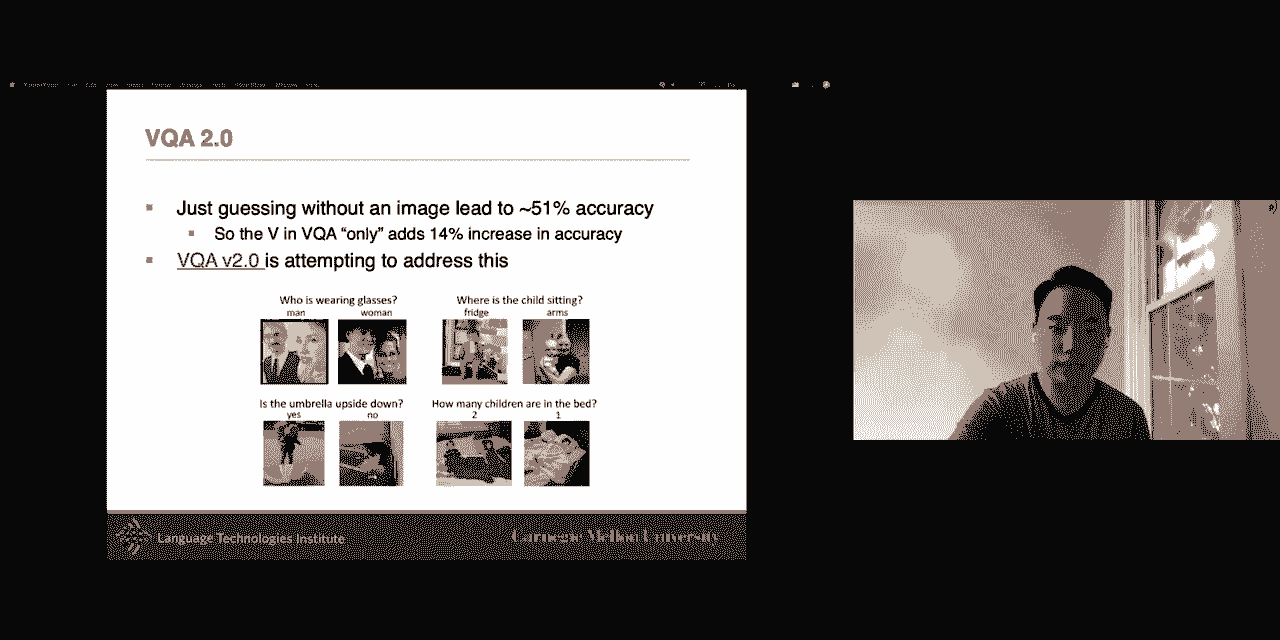 VQA 2.0
Just guessing without an image lead to ~51% accuracy
So the V in VQA “only” adds 14% increase in accuracy
VQA v2.0 is attempting to address this
Who is wearing glasses?
man woman
Where is the child sitting?
fridge arms
Is the umbrella upside down?
yes no
How many children are in the bed?
2 1
Language Technologies Institute
Carnegie Mellon University